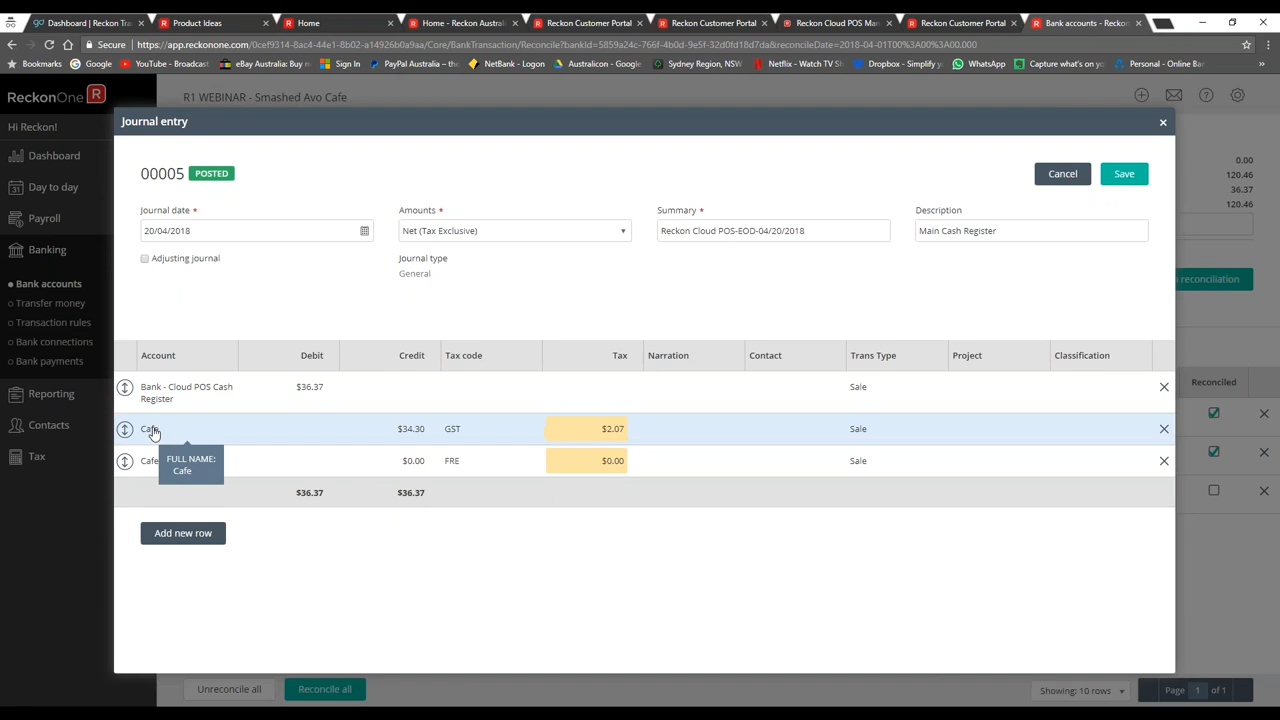 Dashboard | Reckon Tra
Product Ideas
Home
Home - Reckon Austral
Reckon Customer Portal
Reckon Customer Portal
Reckon Cloud POS Man
Reckon Customer Portal
Bank accounts - Reckon
Secure
https://app.reckonone.com/0cef9314-8ac4-44e1-8b02-a14926b0a9aa/Core/BankTransaction/Reconcile?bankId=5859a24c-766f-4b0d-9e5f-32d0fd18d7da&reconcileDate=2018-04-01T00%3A00%3A00.000
Bookmarks
Google
YouTube - Broadcast
eBay Australia: Buy n
Sign In
PayPal Australia – the
NetBank - Logon
Australicon - Google
Sydney Region, NSW
Netflix - Watch TV Sh
Dropbox - Simplify y
WhatsApp
Capture what's on yo
Personal - Online Ban
ReckonOne R
R1 WEBINAR - Smashed Avo Cafe
Hi Reckon!
Dashboard
Day to day
Payroll
Banking
Bank accounts
Transfer money
Transaction rules
Bank connections
Bank payments
Reporting
Contacts
Tax
Journal entry
00005 POSTED
Cancel
Save
Journal date *
Amounts *
Summary *
Description
20/04/2018
Net (Tax Exclusive)
Reckon Cloud POS-EOD-04/20/2018
Main Cash Register
Adjusting journal
Journal type
General
Account Debit Credit Tax code Tax Narration Contact Trans Type Project Classification
Bank - Cloud POS Cash $36.37 Sale
Register
Cafe $34.30 GST $2.07 Sale
Cafe $0.00 FRE $0.00 Sale
FULL NAME:
Cafe
$36.37 $36.37
Add new row
0.00
120.46
36.37
120.46
reconciliation
Reconciled
Unreconcile all
Reconcile all
Showing: 10 rows
Page 1 of 1